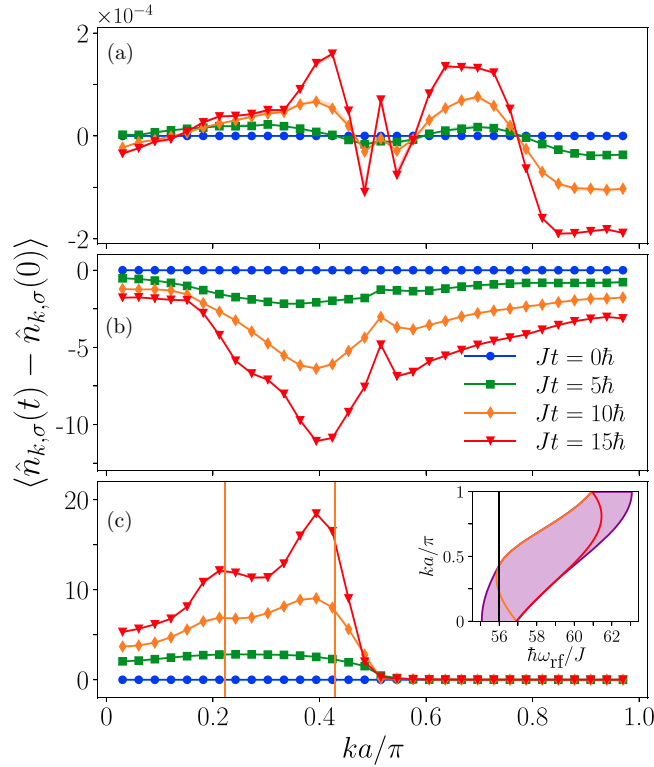 ×10⁻⁴
(a)
2
0
-2
(b)
0
-5
-10
Jt = 0ħ
Jt = 5ħ
Jt = 10ħ
Jt = 15ħ
⟨n̂ₖ,σ(t) − n̂ₖ,σ(0)⟩
(c)
20
10
0
1
0.5
0
ka/π
56 58 60 62
ħω_rf/J
0.0 0.2 0.4 0.6 0.8 1.0
ka/π